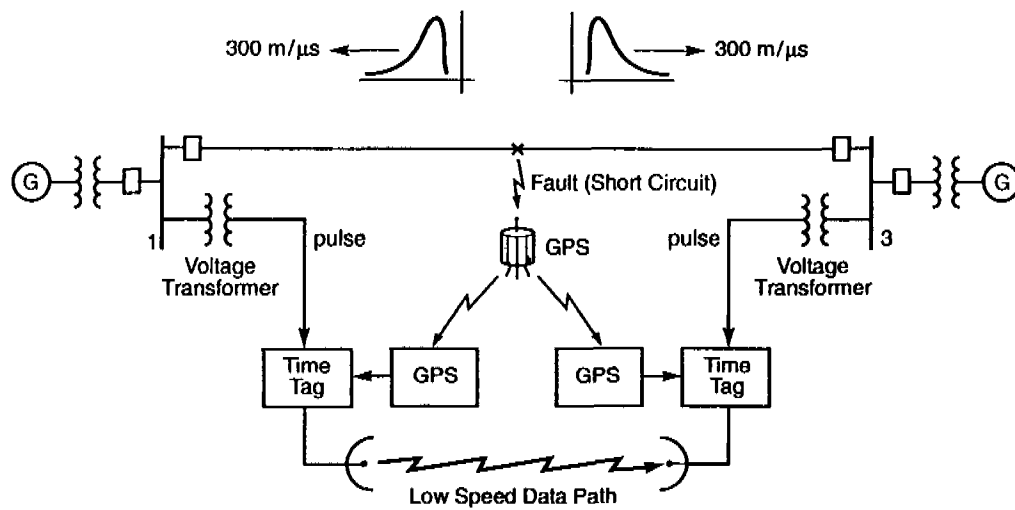 300 m/μs
300 m/μs
G
G
Fault (Short Circuit)
1
pulse
GPS
pulse
3
Voltage
Transformer
Voltage
Transformer
Time
Tag
GPS
GPS
Time
Tag
Low Speed Data Path